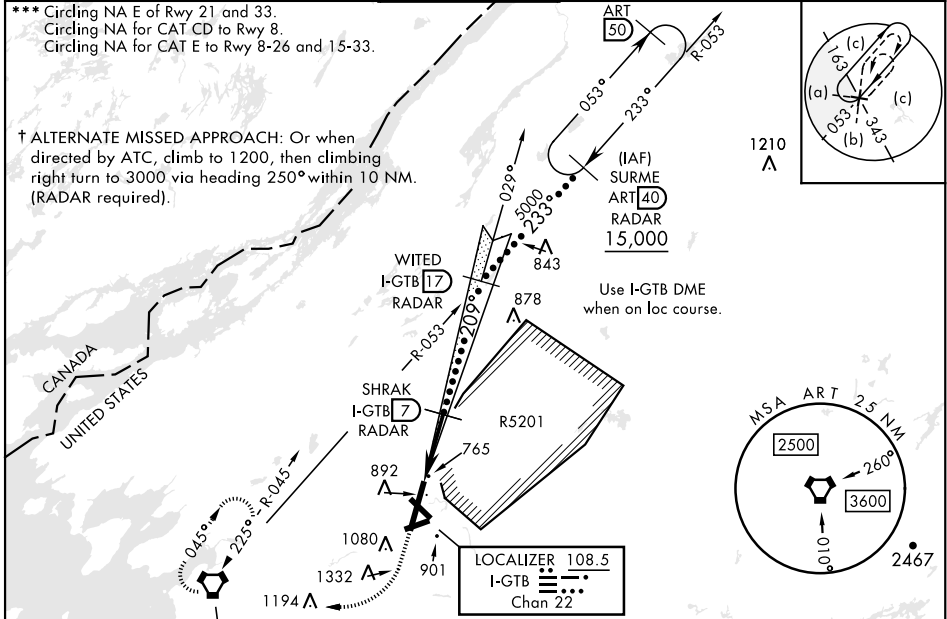 *** Circling NA E of Rwy 21 and 33.
Circling NA for CAT CD to Rwy 8.
Circling NA for CAT E to Rwy 8-26 and 15-33.
† ALTERNATE MISSED APPROACH: Or when
directed by ATC, climb to 1200, then climbing
right turn to 3000 via heading 250° within 10 NM.
(RADAR required).
ART
50
R-053
053°
233°
(IAF)
SURME
ART 40
RADAR
15,000
1210
163
(c)
(a)
(c)
053
(b)
343
029°
5000
233°
843
WITED
I-GTB 17
RADAR
209°
878
Use I-GTB DME
when on loc course.
R-053
CANADA
UNITED STATES
SHRAK
I-GTB 7
RADAR
R5201
765
892
MSA ART 25 NM
2500
260°
3600
010°
2467
045°
225° - R-045
1080
901
1332
1194
LOCALIZER 108.5
I-GTB
Chan 22